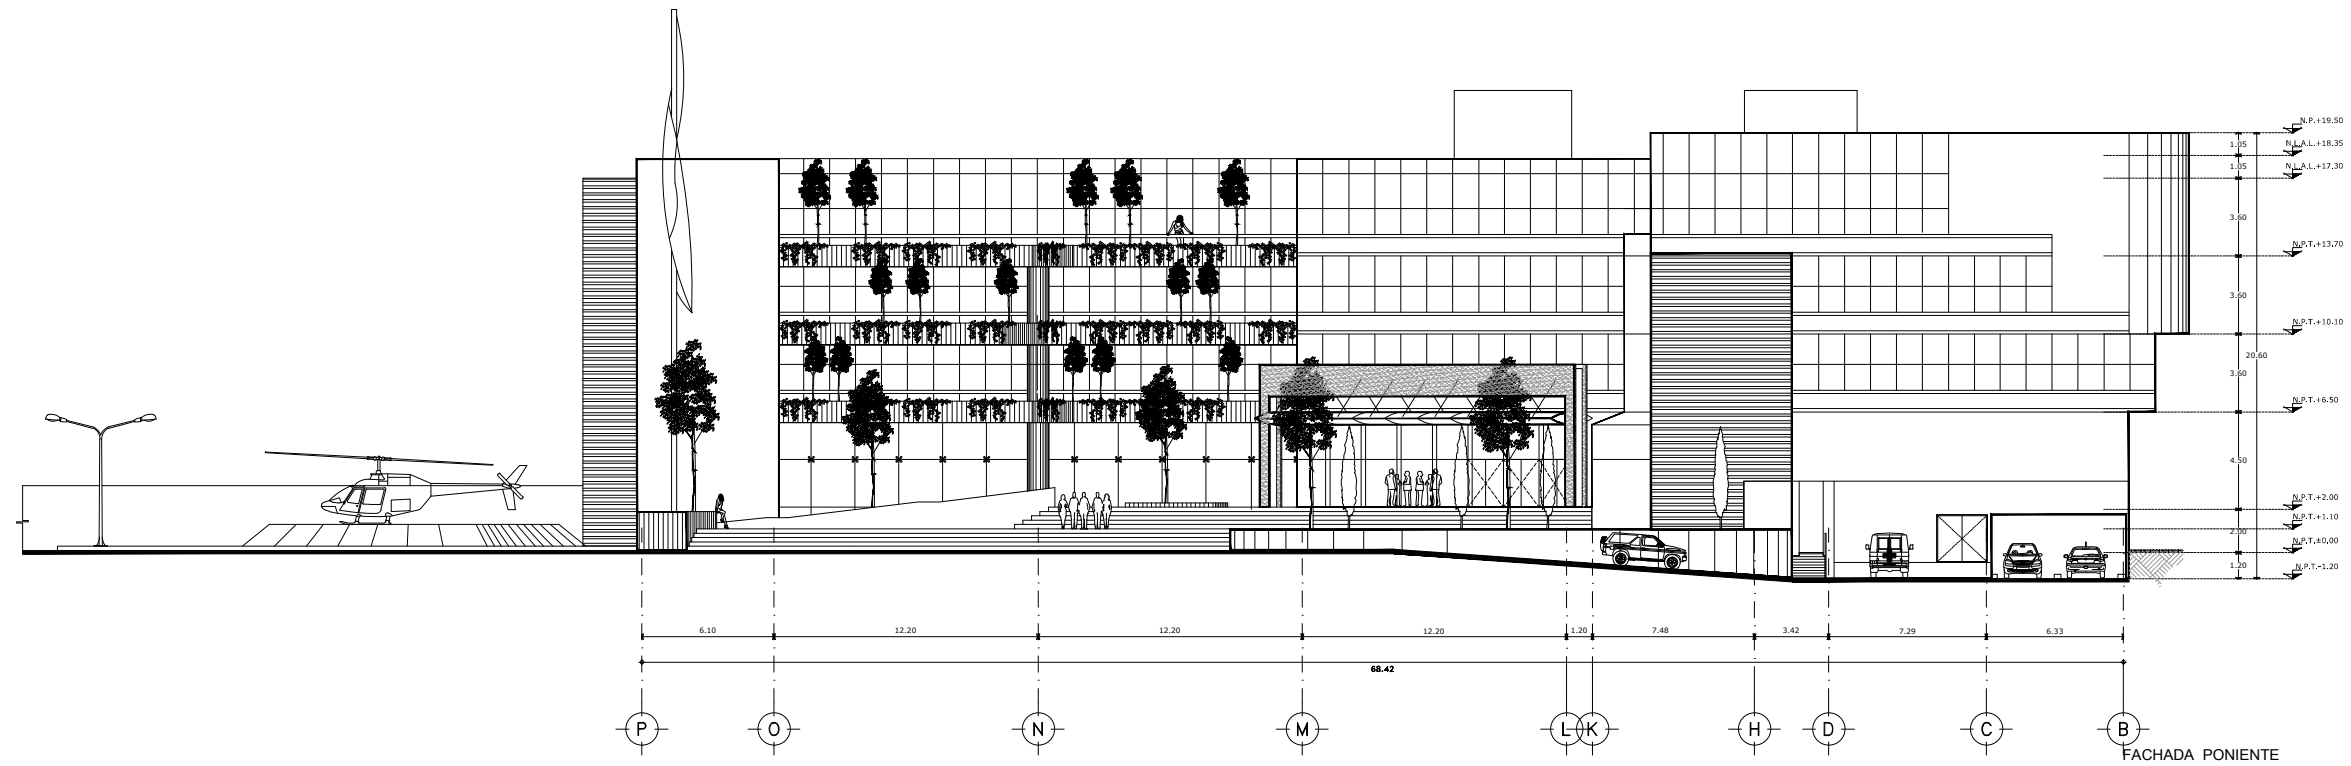 N.P.+19.50
1.05
N.L.A.L.+18.35
1.05
N.L.A.L.+17.30
3.60
N.P.T.+13.70
3.60
N.P.T.+10.10
20.60
3.60
N.P.T.+6.50
4.50
N.P.T.+2.00
N.P.T.+1.10
2.00
N.P.T.±0.00
1.20
N.P.T.-1.20
6.10 12.20 12.20 12.20 1.20 7.48 3.42 7.29 6.33
68.42
P O N M L K H D C B
FACHADA PONIENTE